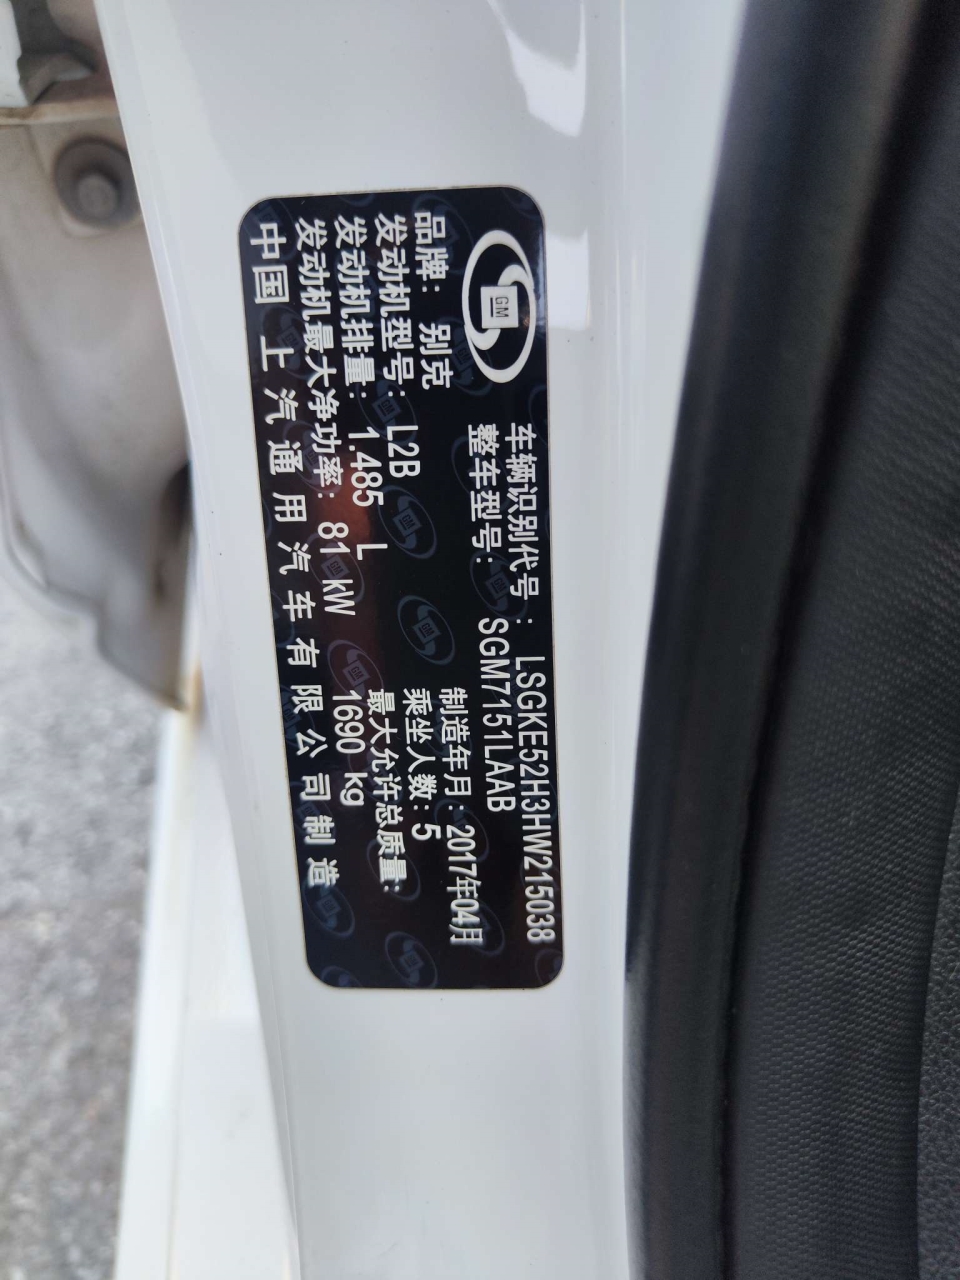 GM
车辆识别代号：LSGKE52H3HW215038
整车型号：SGM7151LAAB
品牌：别克
制造年月：2017年04月
发动机型号：L2B
乘坐人数：5
发动机排量：1.485 L
最大允许总质量：
发动机最大净功率：81 kW
1690 kg
中国上汽通用汽车有限公司制造